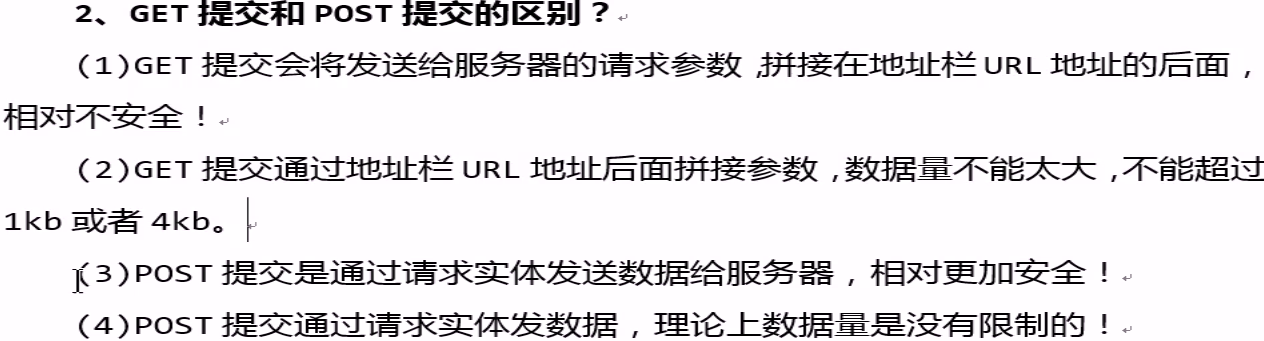 2、GET 提交和 POST 提交的区别？
(1)GET 提交会将发送给服务器的请求参数,拼接在地址栏 URL 地址的后面，
相对不安全！
(2)GET 提交通过地址栏 URL 地址后面拼接参数，数据量不能太大，不能超过
1kb 或者 4kb。
(3)POST 提交是通过请求实体发送数据给服务器，相对更加安全！
(4)POST 提交通过请求实体发数据，理论上数据量是没有限制的！